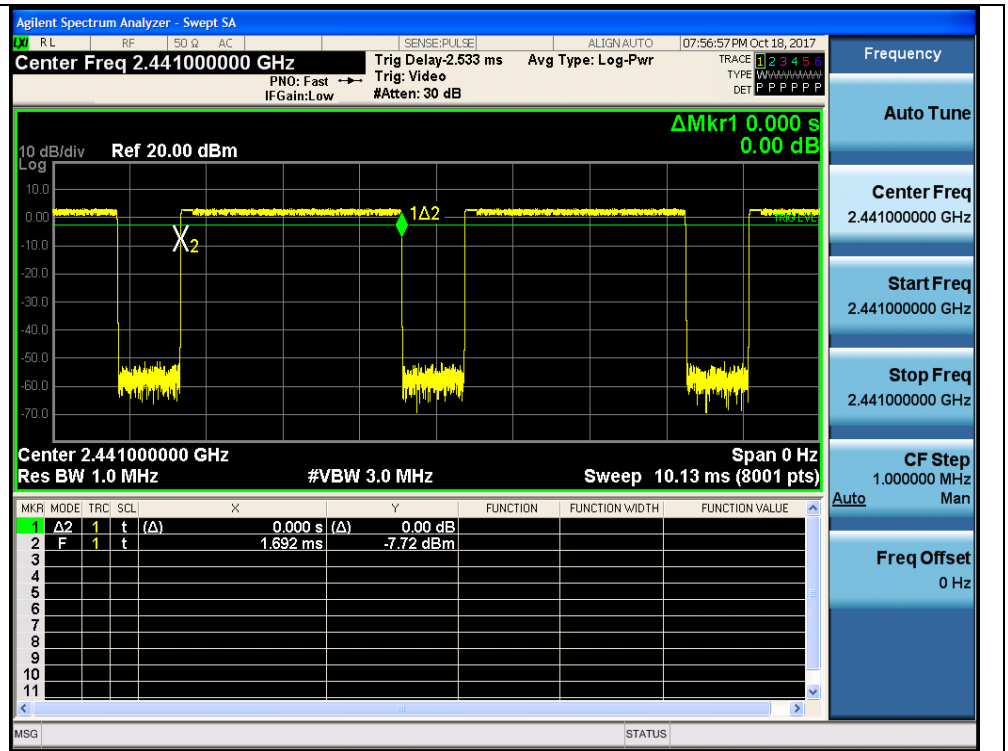 Agilent Spectrum Analyzer - Swept SA
LXI RL RF 50 Ω AC SENSE:PULSE ALIGN AUTO 07:56:57 PM Oct 18, 2017
Center Freq 2.441000000 GHz Trig Delay-2.533 ms Avg Type: Log-Pwr TRACE 1 2 3 4 5 6
PNO: Fast Trig: Video TYPE
IFGain:Low #Atten: 30 dB DET P P P P P P
ΔMkr1 0.000 s
0.00 dB
10 dB/div Ref 20.00 dBm
Log
10.0
0.00
1Δ2
TRIG LVL
-10.0
X2
-20.0
-30.0
-40.0
-50.0
-60.0
-70.0
Center 2.441000000 GHz Span 0 Hz
Res BW 1.0 MHz #VBW 3.0 MHz Sweep 10.13 ms (8001 pts)
MKR MODE TRC SCL X Y FUNCTION FUNCTION WIDTH FUNCTION VALUE
1 Δ2 1 t (Δ) 0.000 s (Δ) 0.00 dB
2 F 1 t 1.692 ms -7.72 dBm
3
4
5
6
7
8
9
10
11
MSG STATUS
Frequency
Auto Tune
Center Freq
2.441000000 GHz
Start Freq
2.441000000 GHz
Stop Freq
2.441000000 GHz
CF Step
1.000000 MHz
Auto Man
Freq Offset
0 Hz